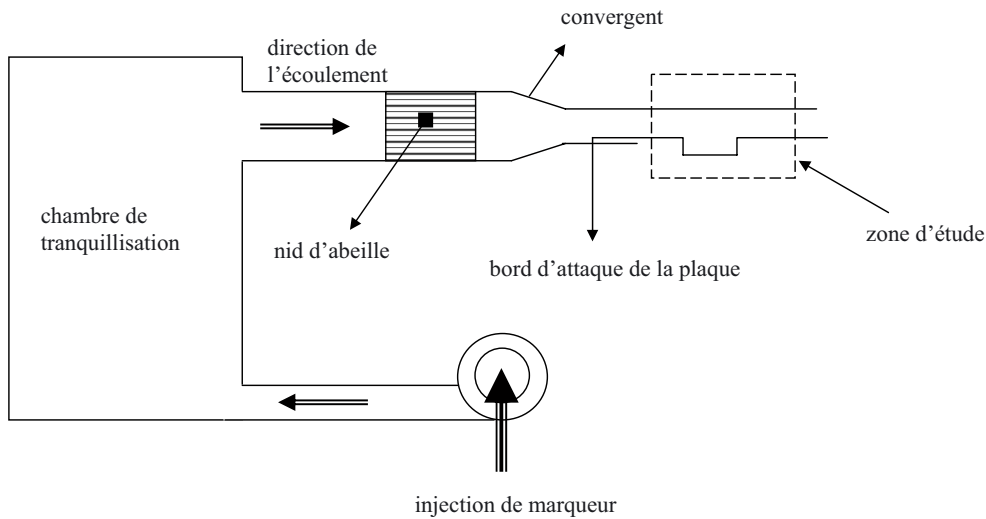 convergent
direction de
l’écoulement
chambre de
tranquillisation
nid d’abeille
bord d’attaque de la plaque
zone d’étude
injection de marqueur